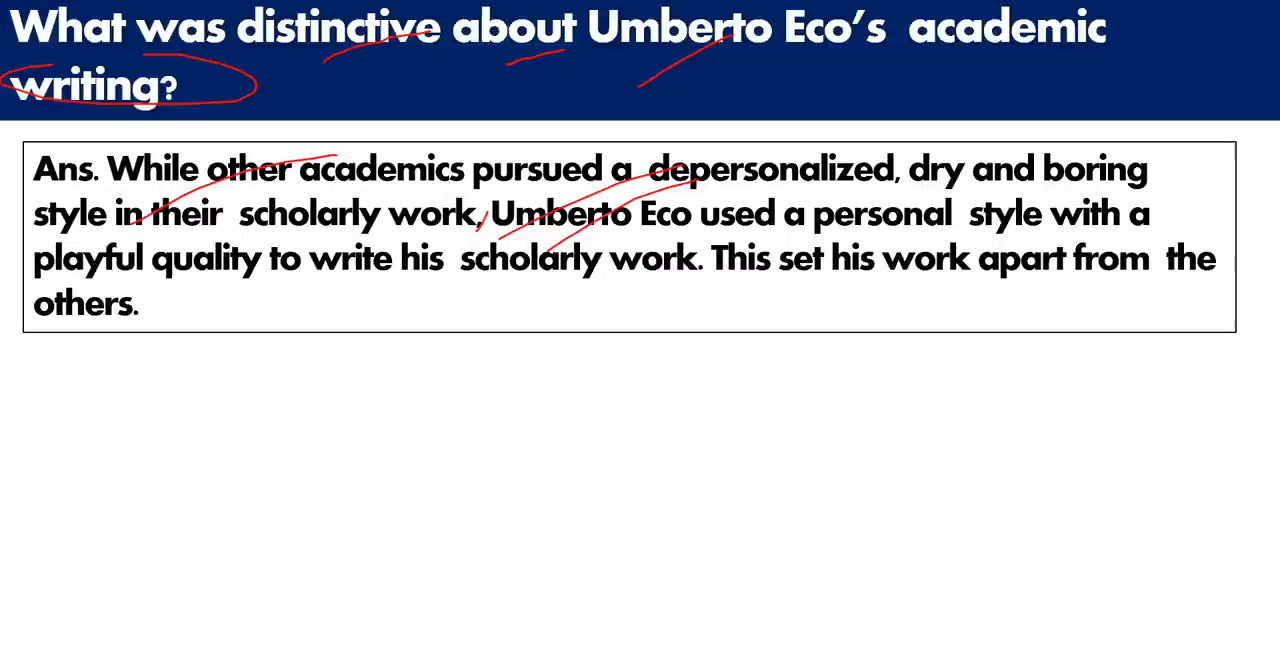 What was distinctive about Umberto Eco’s academic
writing?
Ans. While other academics pursued a depersonalized, dry and boring
style in their scholarly work, Umberto Eco used a personal style with a
playful quality to write his scholarly work. This set his work apart from the
others.